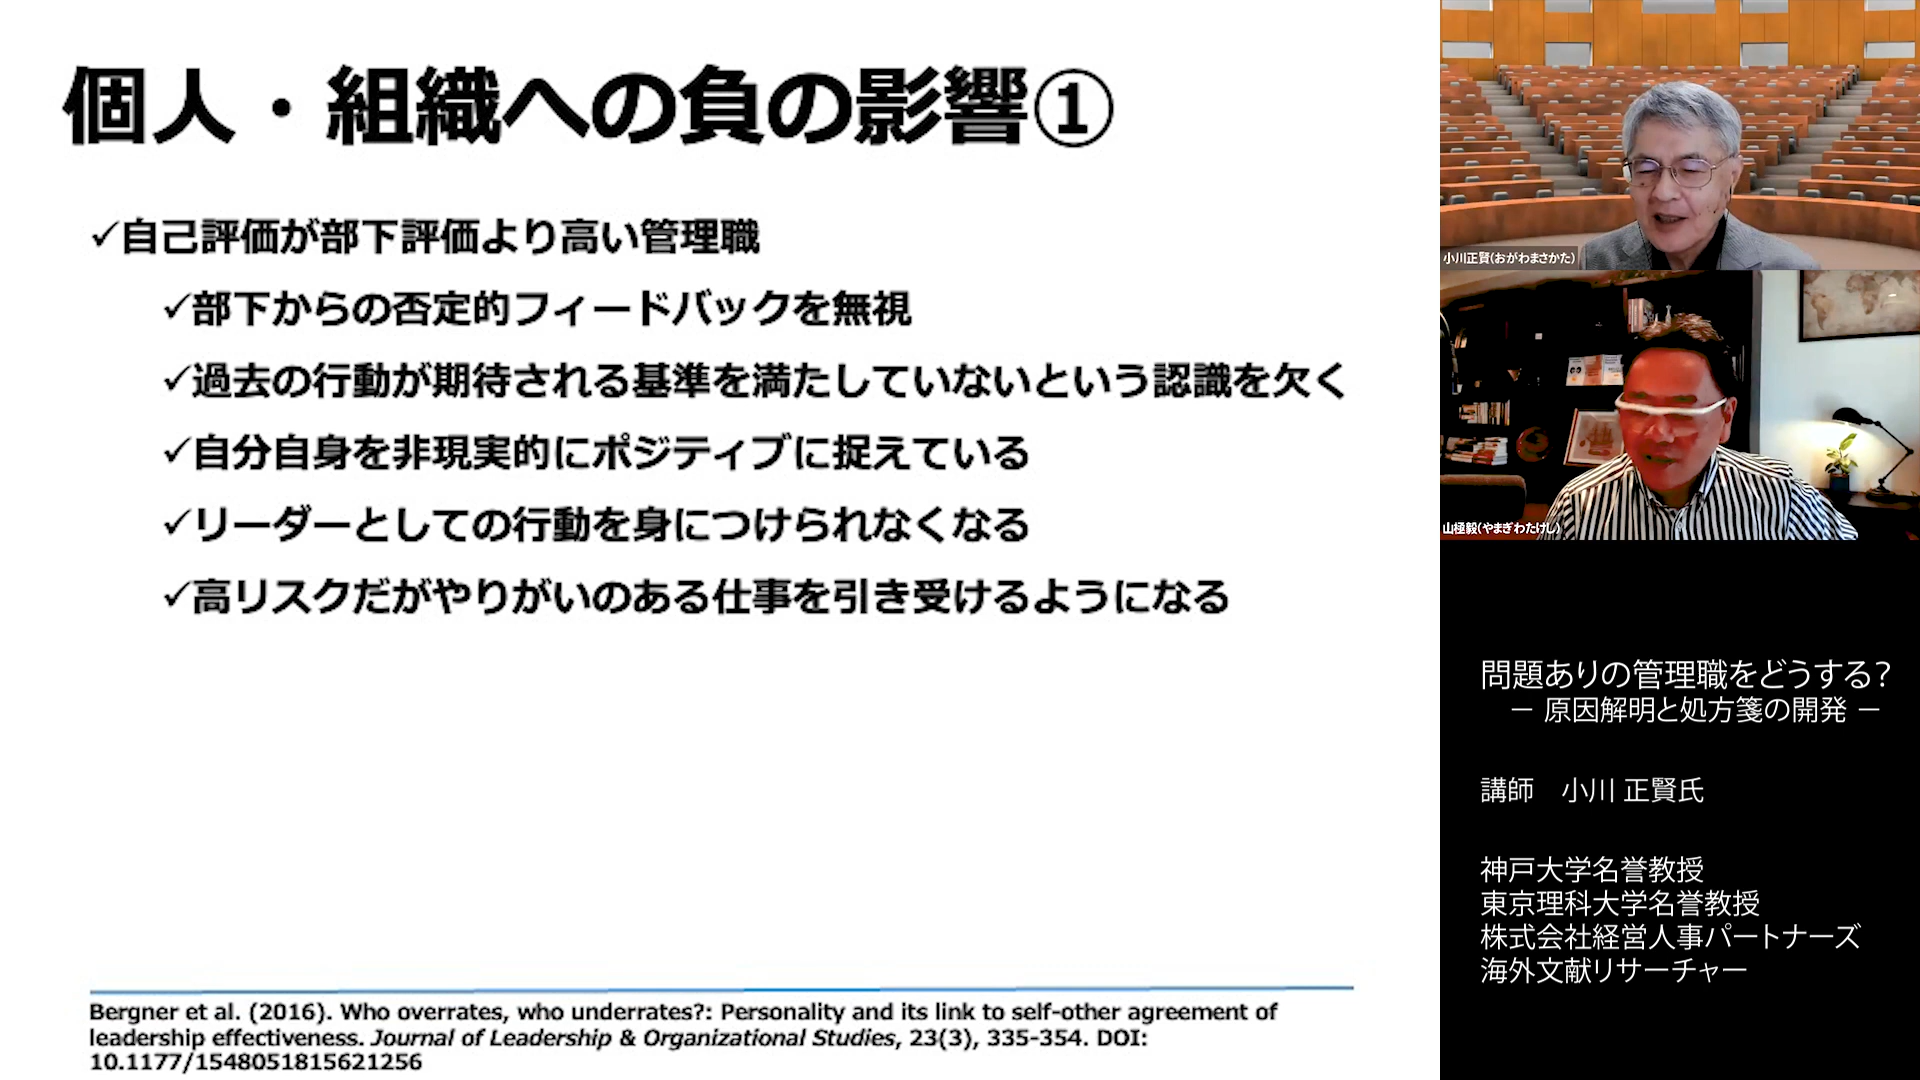 個人・組織への負の影響①
✓自己評価が部下評価より高い管理職
✓部下からの否定的フィードバックを無視
✓過去の行動が期待される基準を満たしていないという認識を欠く
✓自分自身を非現実的にポジティブに捉えている
✓リーダーとしての行動を身につけられなくなる
✓高リスクだがやりがいのある仕事を引き受けるようになる
Bergner et al. (2016). Who overrates, who underrates?: Personality and its link to self-other agreement of
leadership effectiveness. Journal of Leadership & Organizational Studies, 23(3), 335-354. DOI:
10.1177/1548051815621256
小川正賢(おがわまさかた)
山極毅(やまぎわたけし)
問題ありの管理職をどうする?
― 原因解明と処方箋の開発 ―
講師 小川 正賢氏
神戸大学名誉教授
東京理科大学名誉教授
株式会社経営人事パートナーズ
海外文献リサーチャー